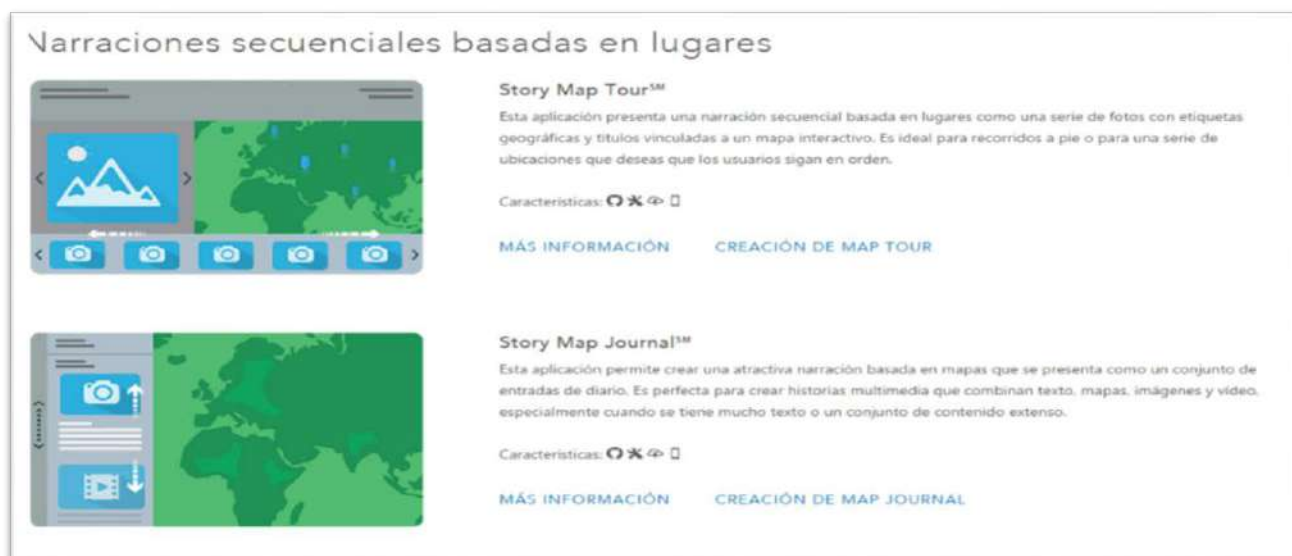 Narraciones secuenciales basadas en lugares
Story Map Tour℠
Esta aplicación presenta una narración secuencial basada en lugares como una serie de fotos con etiquetas
geográficas y títulos vinculadas a un mapa interactivo. Es ideal para recorridos a pie o para una serie de
ubicaciones que deseas que los usuarios sigan en orden.
Características:
MÁS INFORMACIÓN CREACIÓN DE MAP TOUR
Story Map Journal℠
Esta aplicación permite crear una atractiva narración basada en mapas que se presenta como un conjunto de
entradas de diario. Es perfecta para crear historias multimedia que combinan texto, mapas, imágenes y vídeo,
especialmente cuando se tiene mucho texto o un conjunto de contenido extenso.
Características:
MÁS INFORMACIÓN CREACIÓN DE MAP JOURNAL